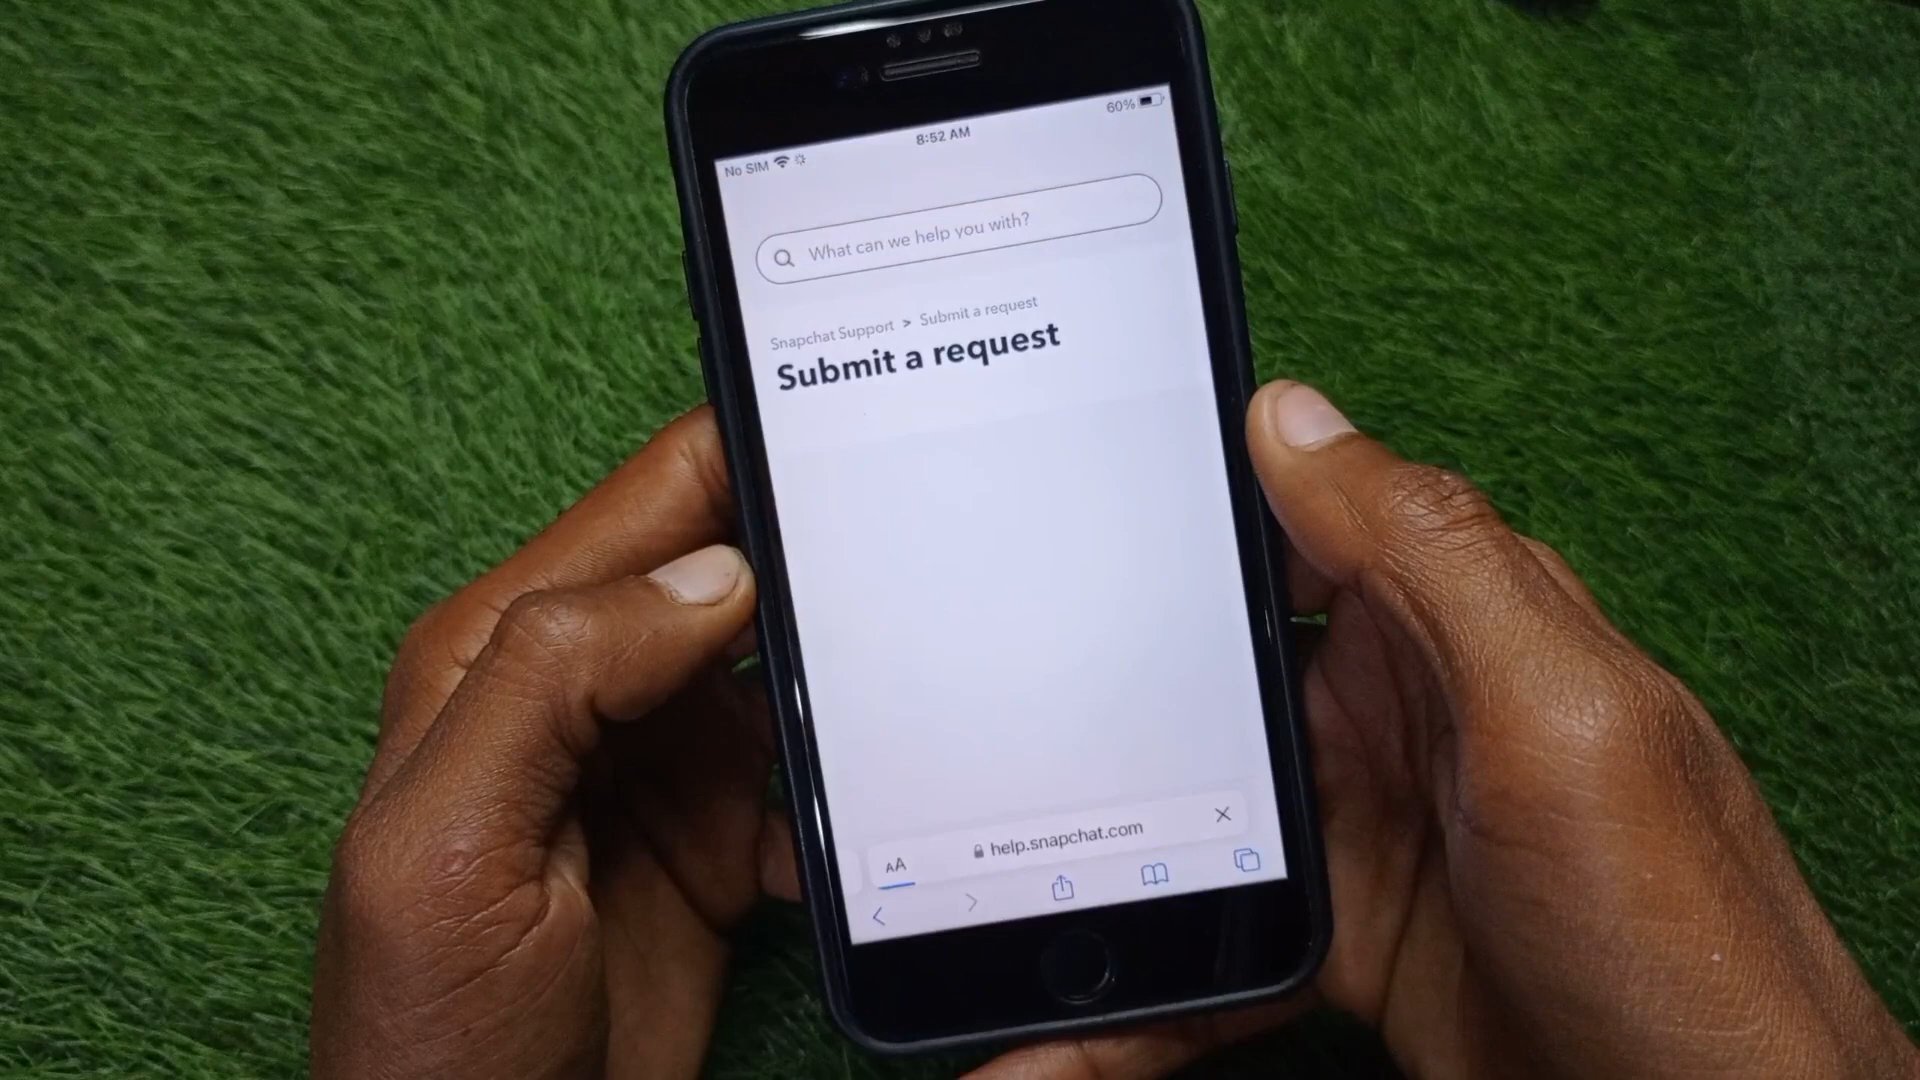 60%
8:52 AM
No SIM
What can we help you with?
Snapchat Support > Submit a request
Submit a request
AA help.snapchat.com